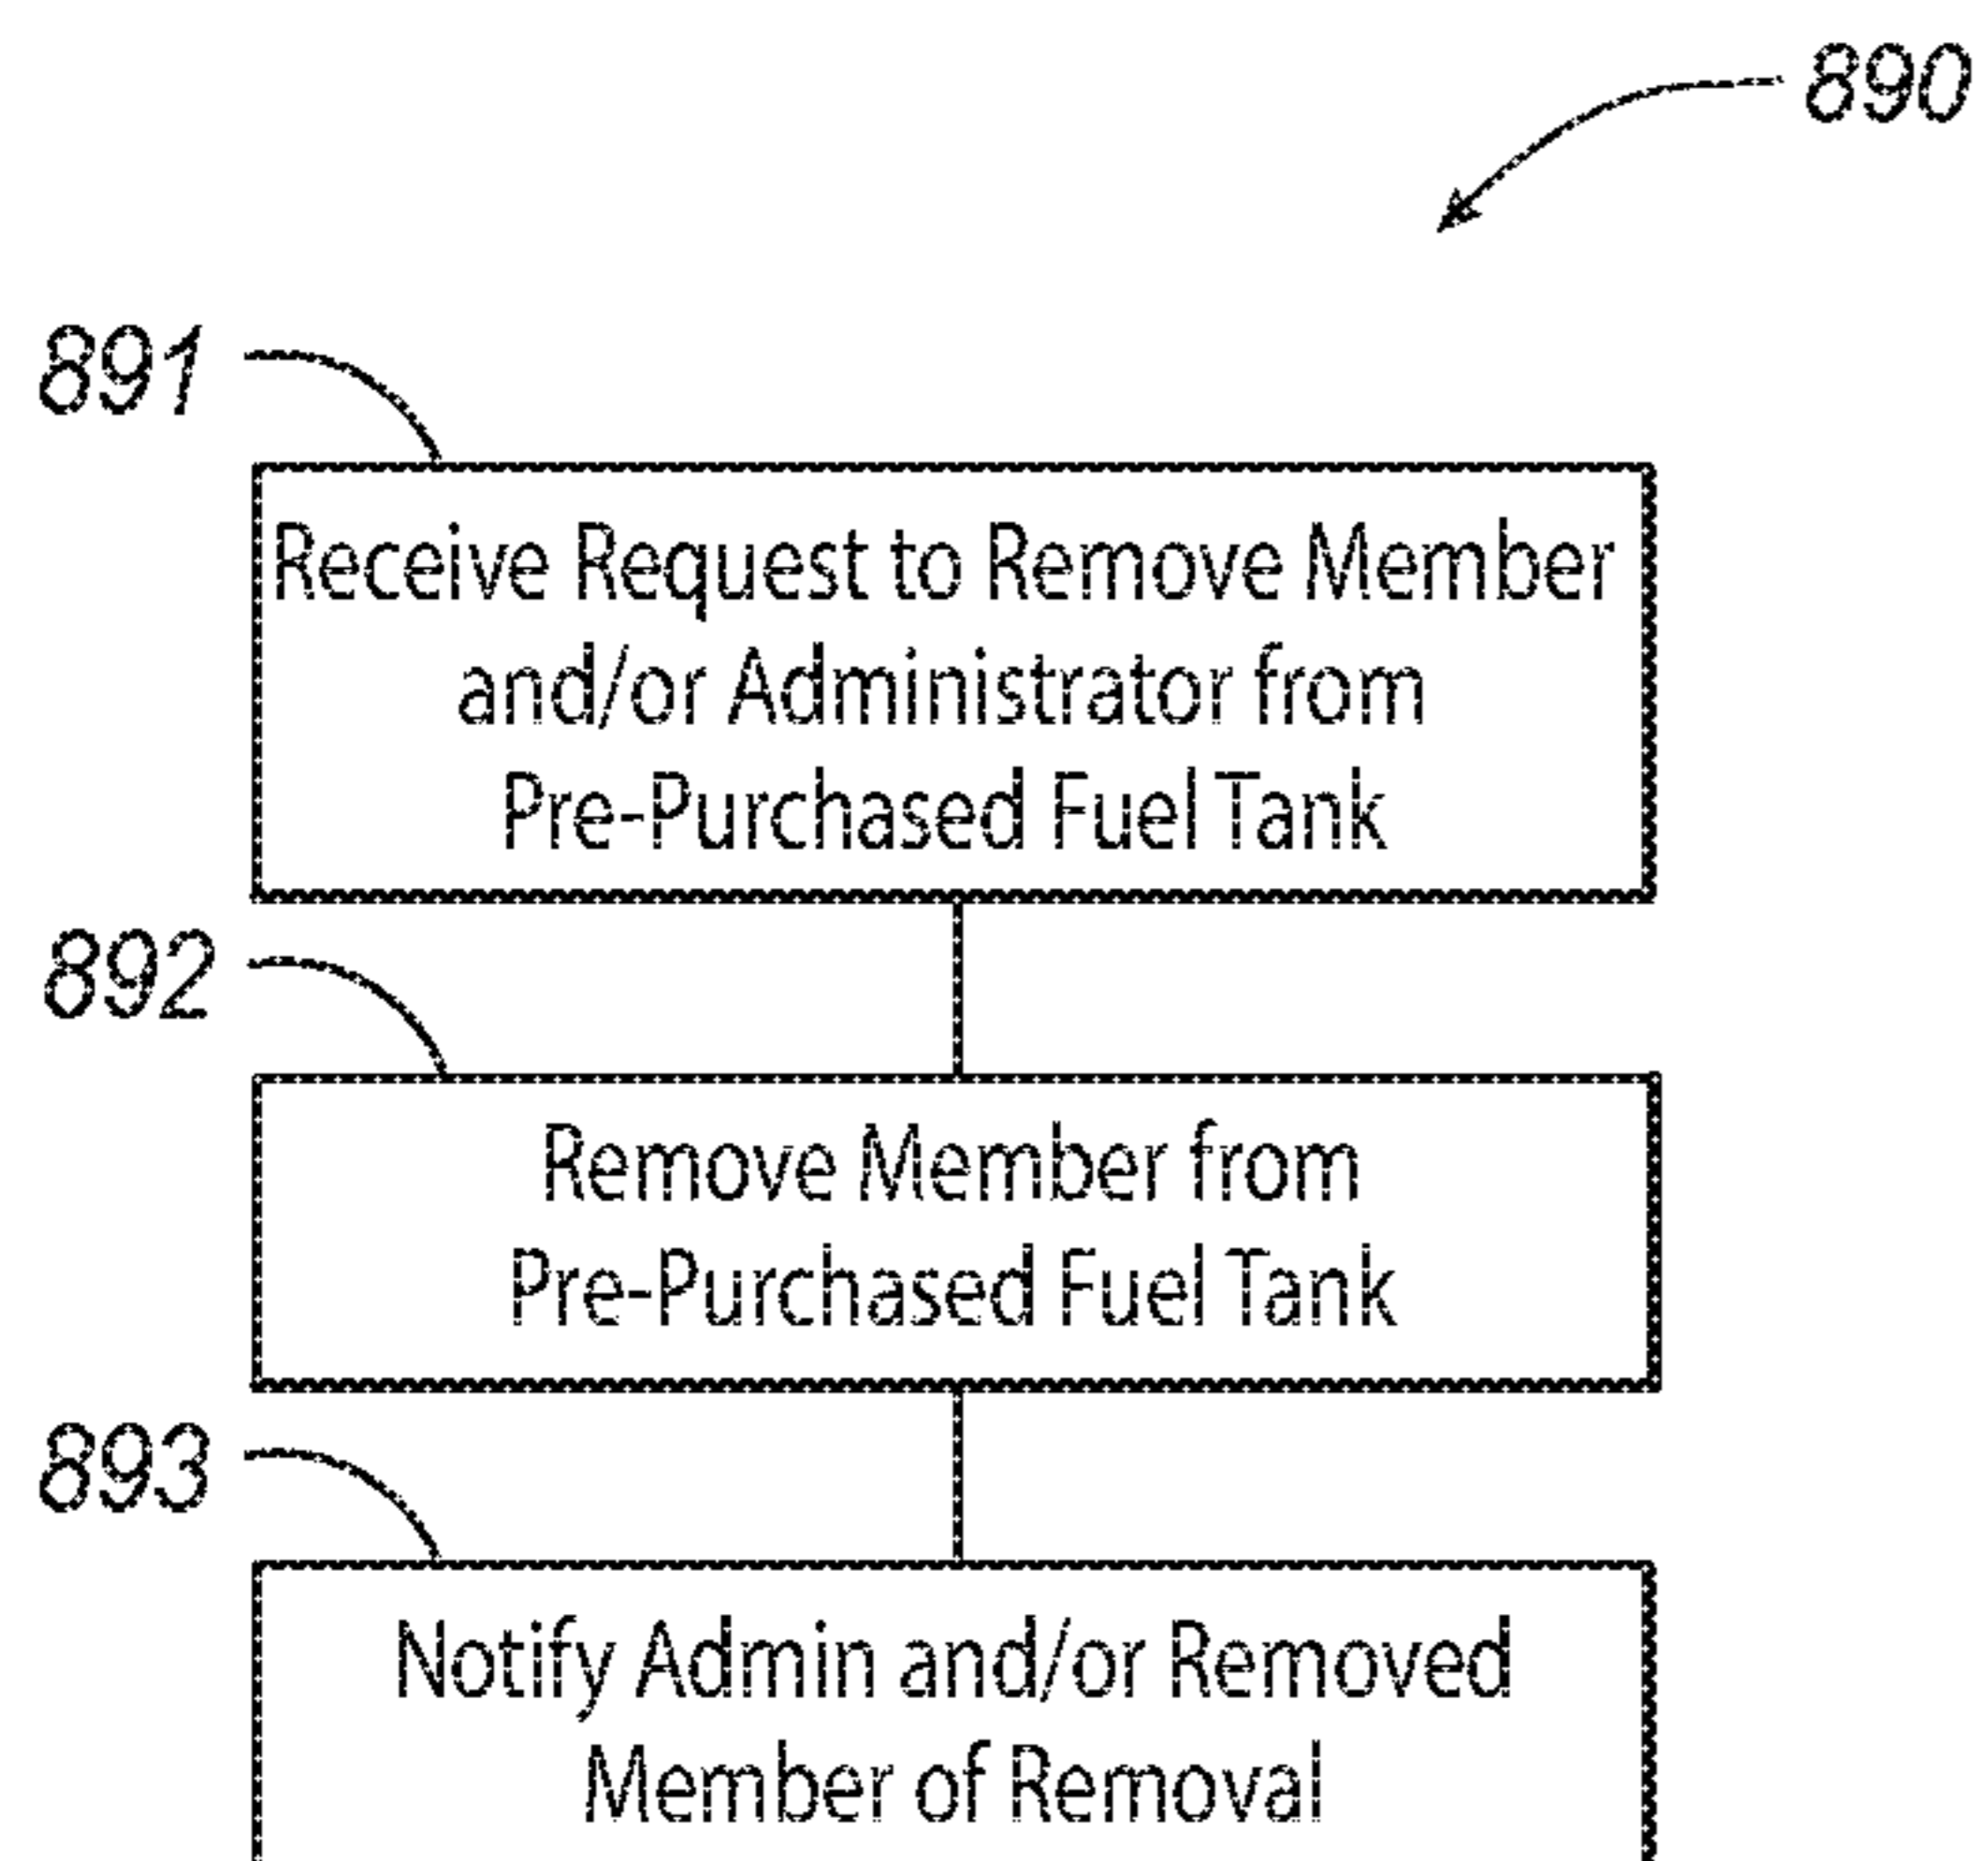 890
891
Receive Request to Remove Member
and/or Administrator from
Pre-Purchased Fuel Tank
892
Remove Member from
Pre-Purchased Fuel Tank
893
Notify Admin and/or Removed
Member of Removal